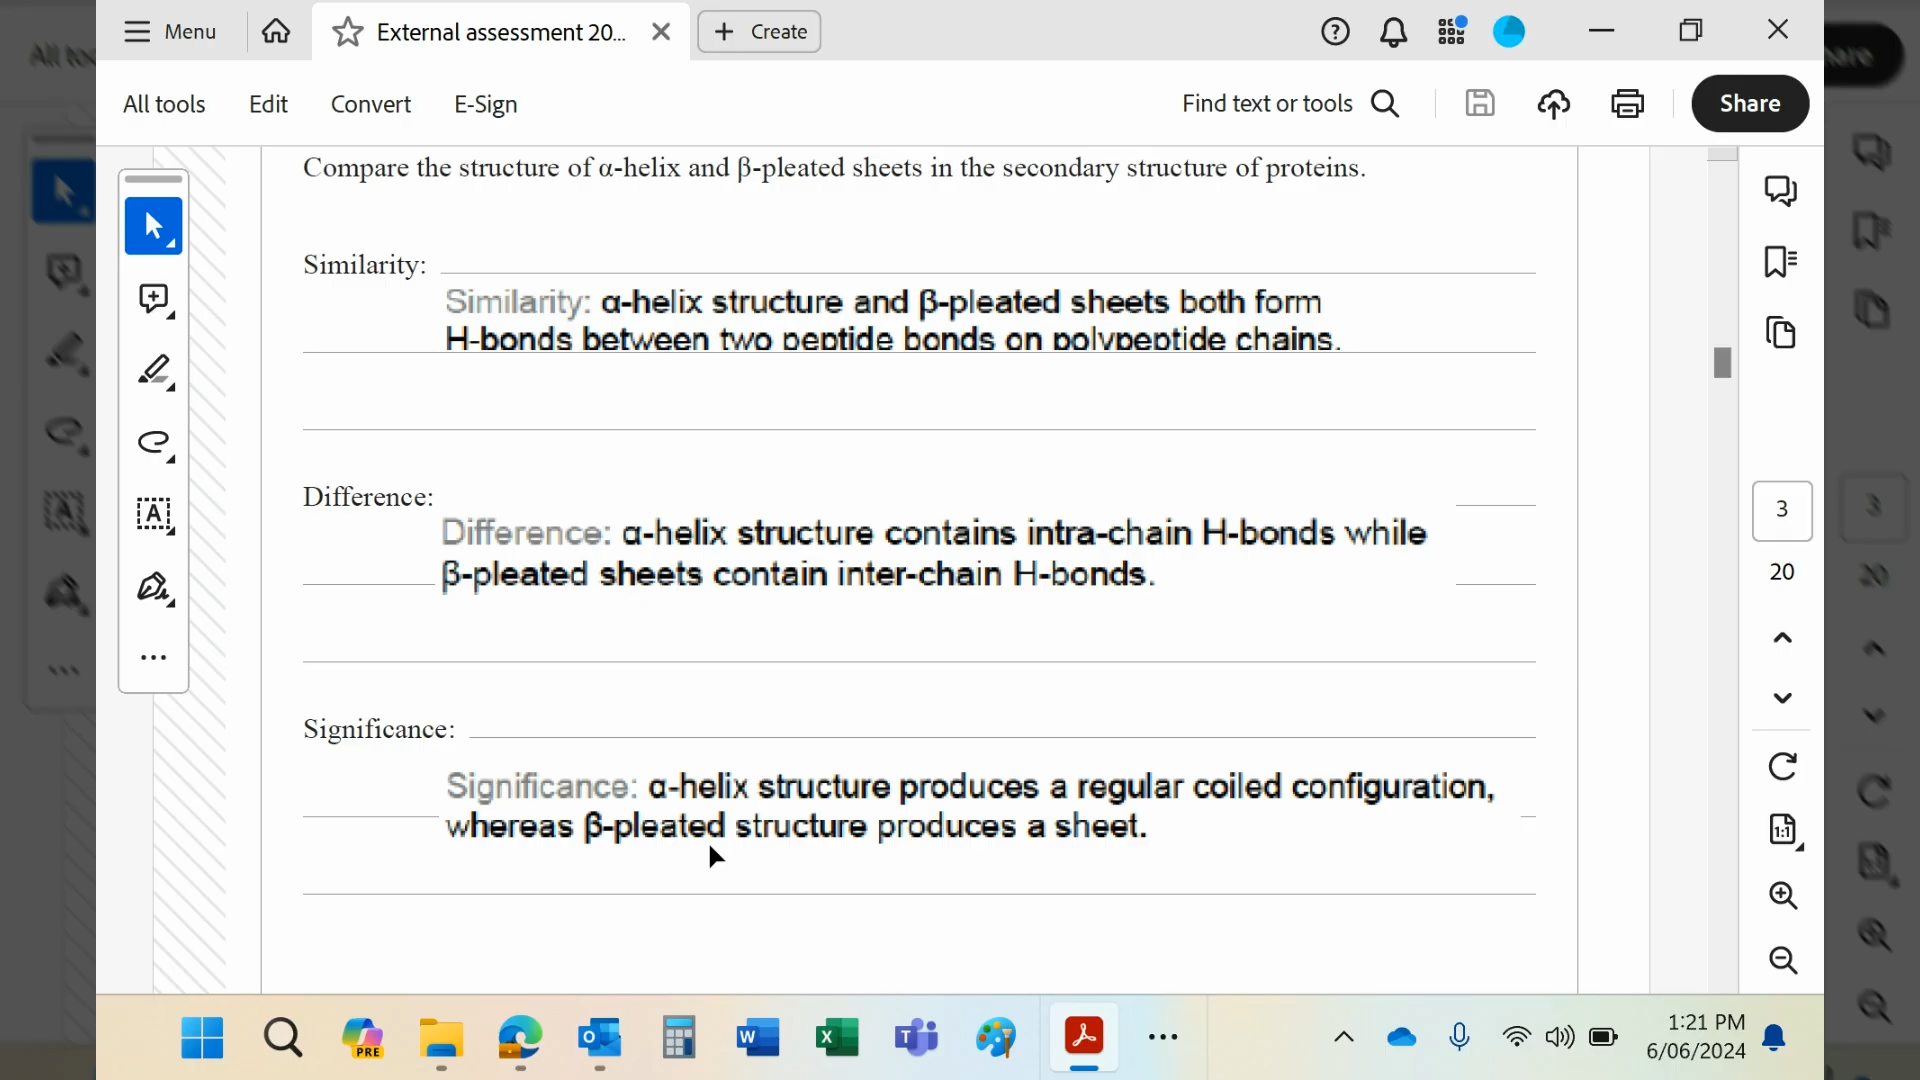 Menu
External assessment 20...
Create
All tools
Edit
Convert
E-Sign
Find text or tools
Share
Compare the structure of α-helix and β-pleated sheets in the secondary structure of proteins.
Similarity:
Similarity: α-helix structure and β-pleated sheets both form
H-bonds between two peptide bonds on polypeptide chains.
Difference:
Difference: α-helix structure contains intra-chain H-bonds while
β-pleated sheets contain inter-chain H-bonds.
Significance:
Significance: α-helix structure produces a regular coiled configuration,
whereas β-pleated structure produces a sheet.
3
20
1:1
PRE
1:21 PM
6/06/2024